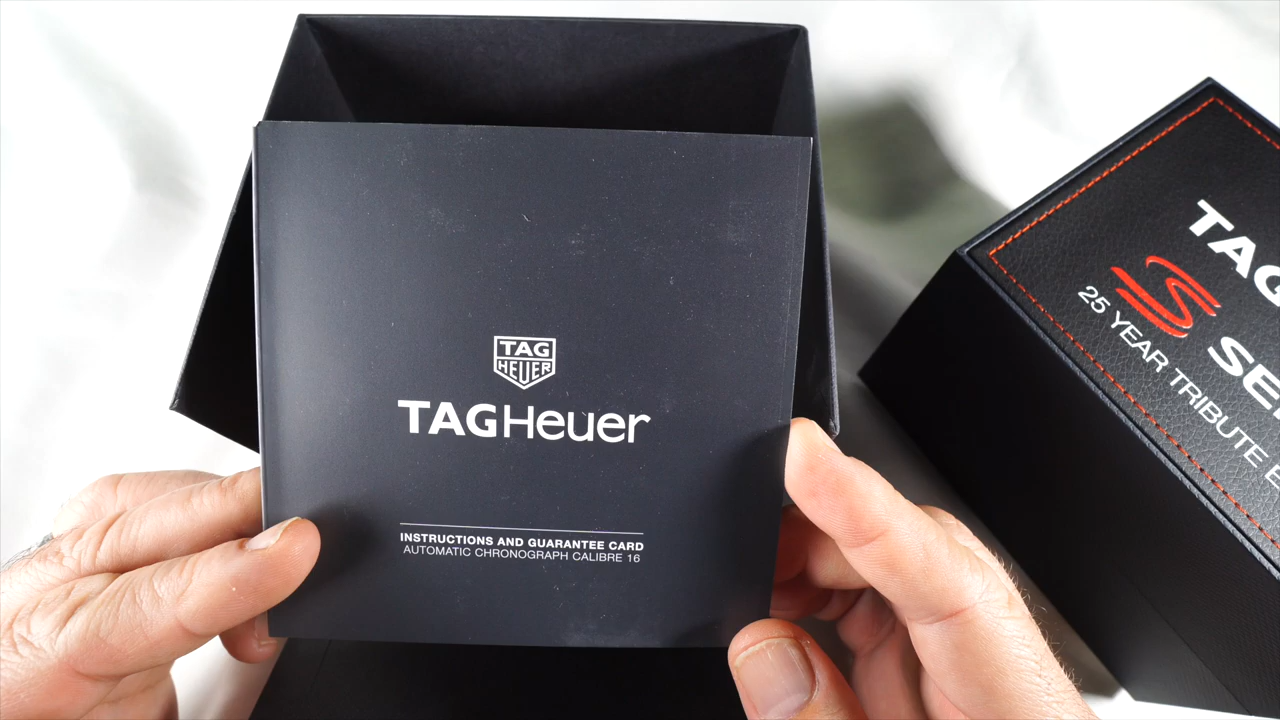 TAG
HEUER
TAGHeuer
INSTRUCTIONS AND GUARANTEE CARD
AUTOMATIC CHRONOGRAPH CALIBRE 16
TAG
S
25 YEAR TRIBUTE